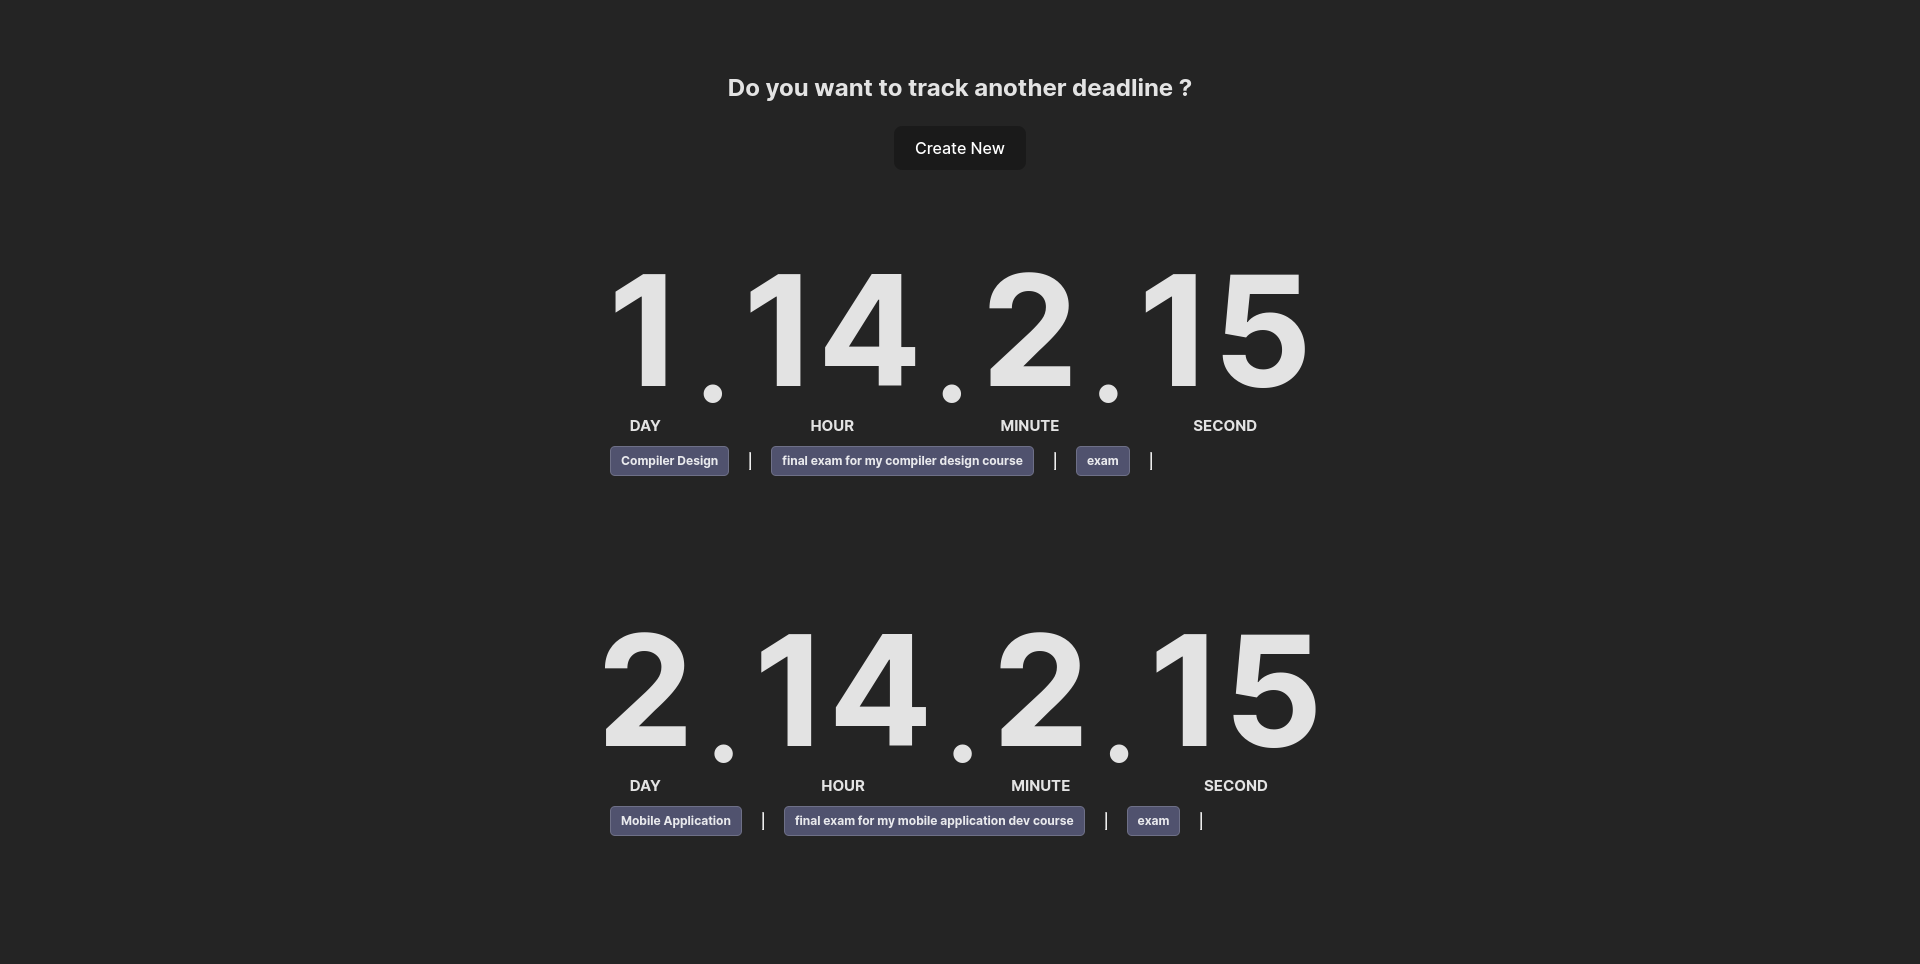 Do you want to track another deadline ?
Create New
1.14.2.15
DAY HOUR MINUTE SECOND
Compiler Design | final exam for my compiler design course | exam |
2.14.2.15
DAY HOUR MINUTE SECOND
Mobile Application | final exam for my mobile application dev course | exam |